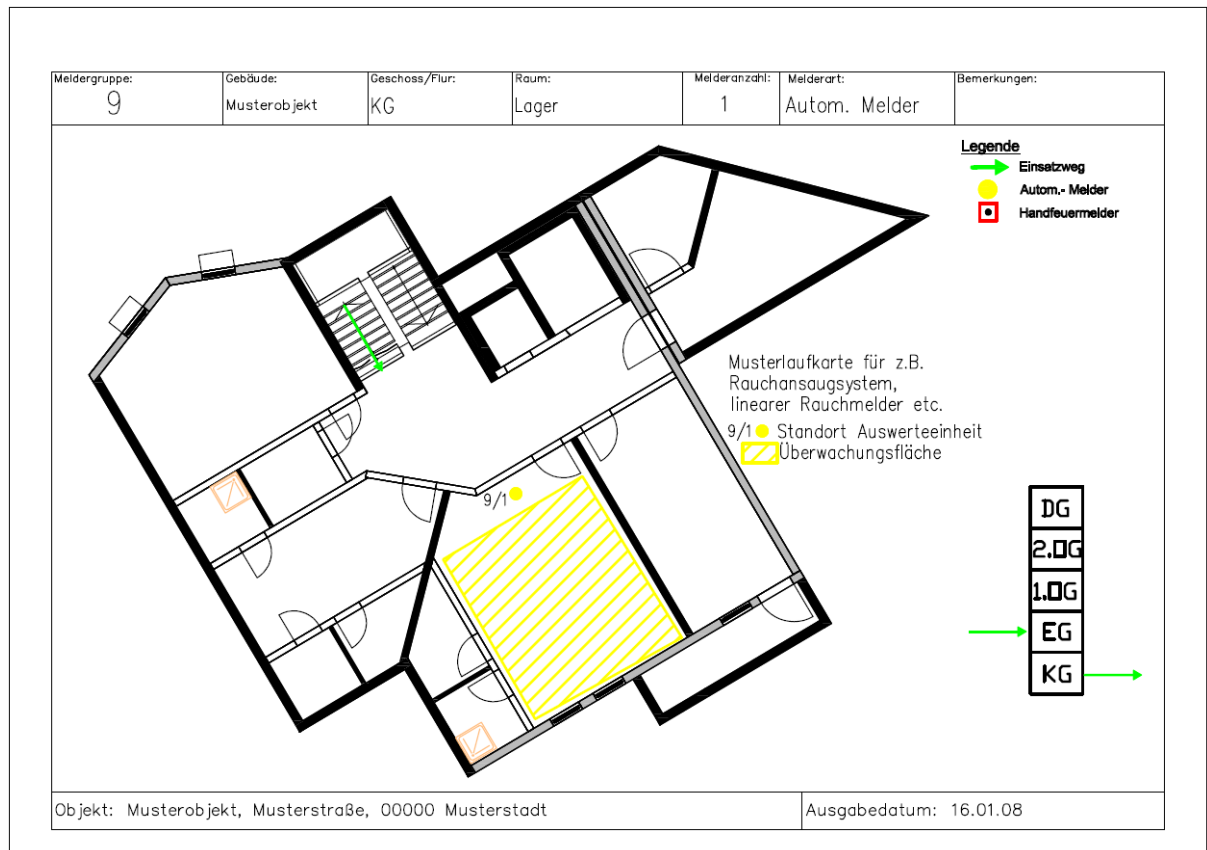 Meldergruppe:
9
Gebäude:
Musterobjekt
Geschoss/Flur:
KG
Raum:
Lager
Melderanzahl:
1
Melderart:
Autom. Melder
Bemerkungen:
Legende
Einsatzweg
Autom.- Melder
Handfeuermelder
Musterlaufkarte für z.B.
Rauchansaugsystem,
linearer Rauchmelder etc.
9/1 Standort Auswerteeinheit
Überwachungsfläche
9/1
DG
2.OG
1.OG
EG
KG
Objekt: Musterobjekt, Musterstraße, 00000 Musterstadt
Ausgabedatum: 16.01.08